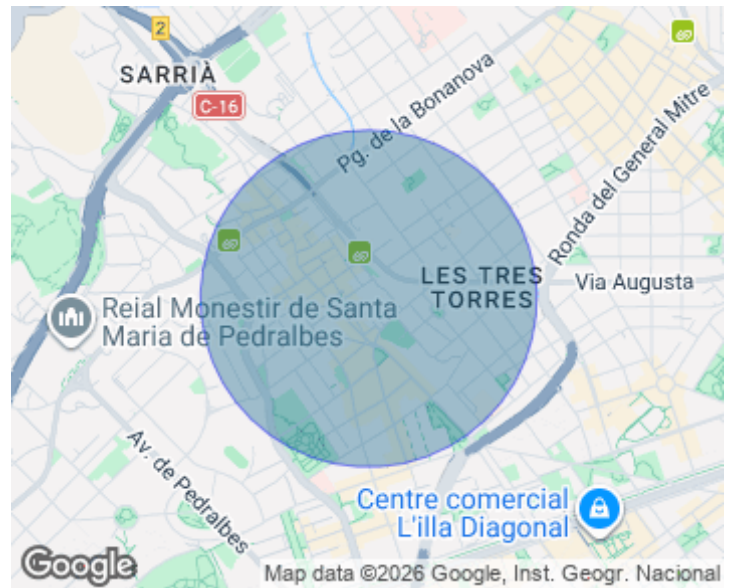 2
SARRIÀ
C-16
Pg. de la Bonanova
Ronda del General Mitre
LES TRES
TORRES
Via Augusta
Reial Monestir de Santa
Maria de Pedralbes
Av. de Pedralbes
Centre comercial
L'illa Diagonal
Google
Map data ©2026 Google, Inst. Geogr. Nacional